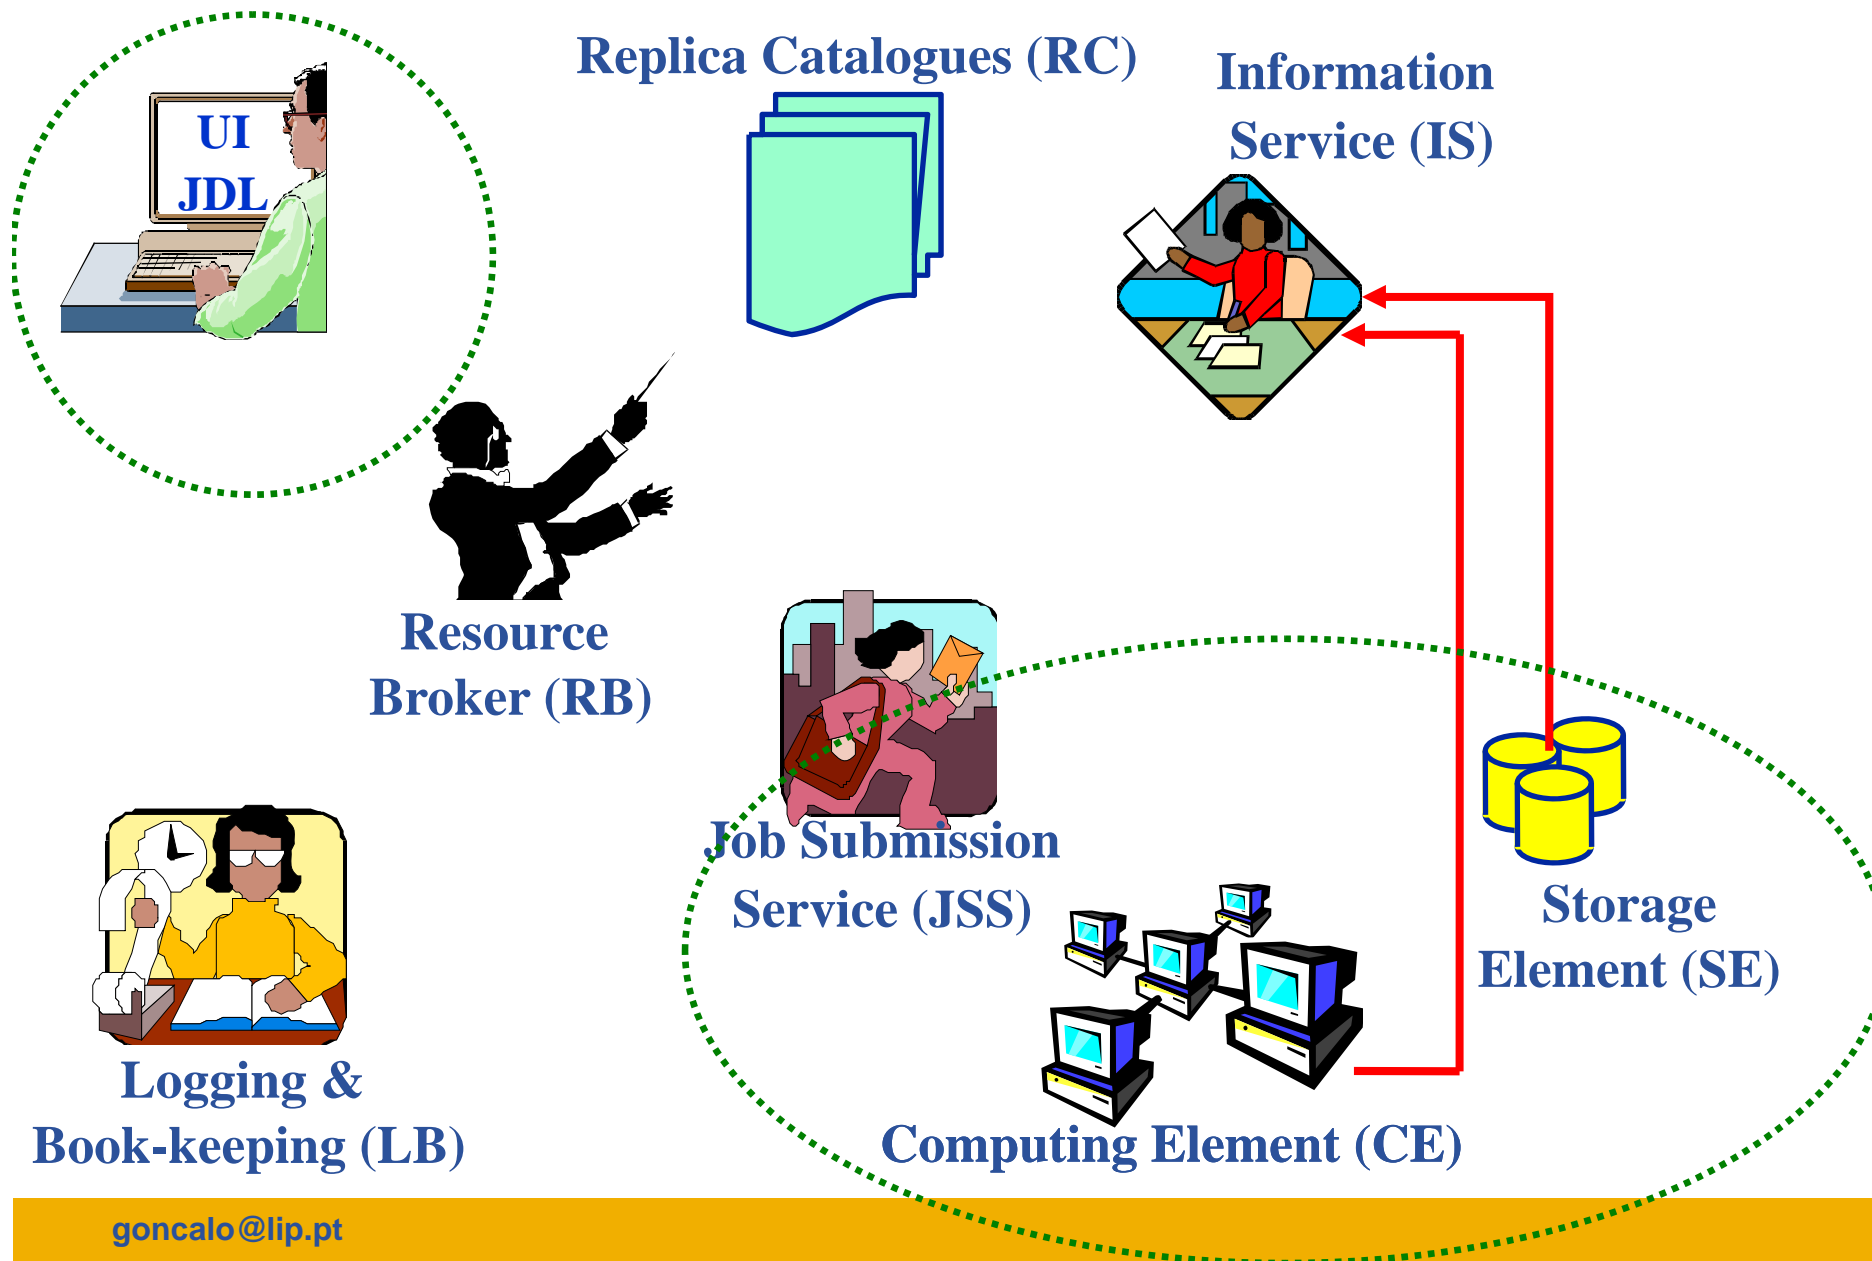 UI
JDL
Replica Catalogues (RC)
Information
Service (IS)
Resource
Broker (RB)
Job Submission
Service (JSS)
Storage
Element (SE)
Logging &
Book-keeping (LB)
Computing Element (CE)
goncalo@lip.pt